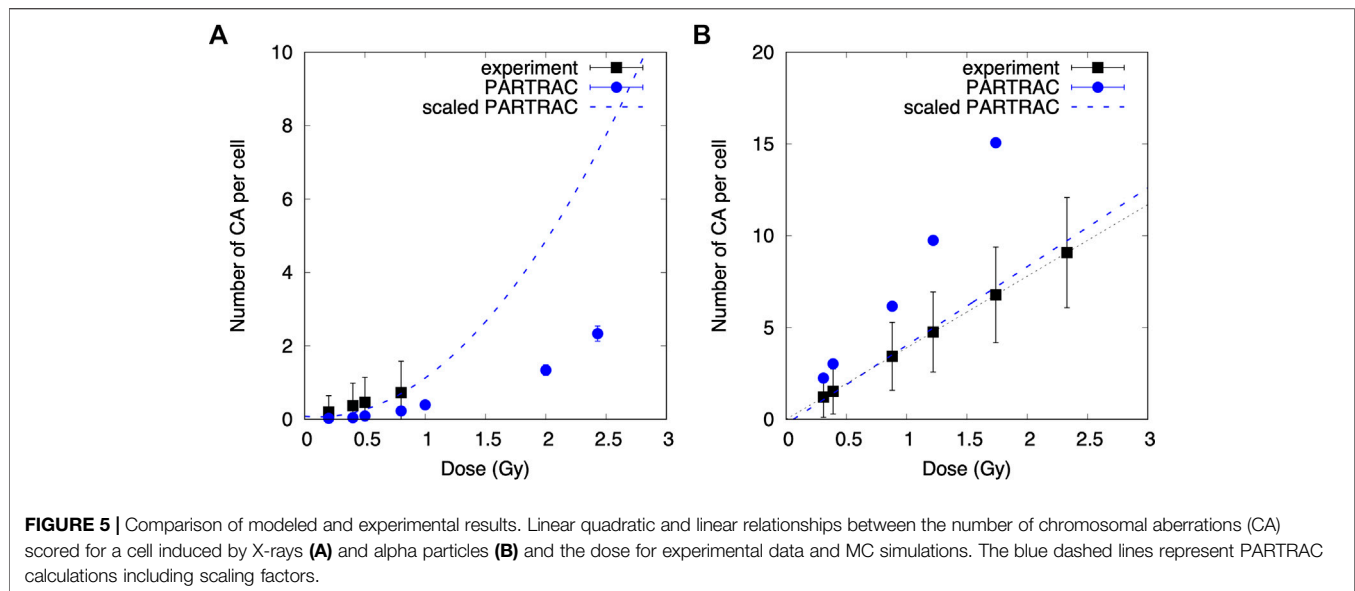 A
10
8
6
4
2
0
Number of CA per cell
experiment
PARTRAC
scaled PARTRAC
0 0.5 1 1.5 2 2.5 3
Dose (Gy)
B
20
15
10
5
0
Number of CA per cell
experiment
PARTRAC
scaled PARTRAC
0 0.5 1 1.5 2 2.5 3
Dose (Gy)
FIGURE 5 | Comparison of modeled and experimental results. Linear quadratic and linear relationships between the number of chromosomal aberrations (CA)
scored for a cell induced by X-rays (A) and alpha particles (B) and the dose for experimental data and MC simulations. The blue dashed lines represent PARTRAC
calculations including scaling factors.